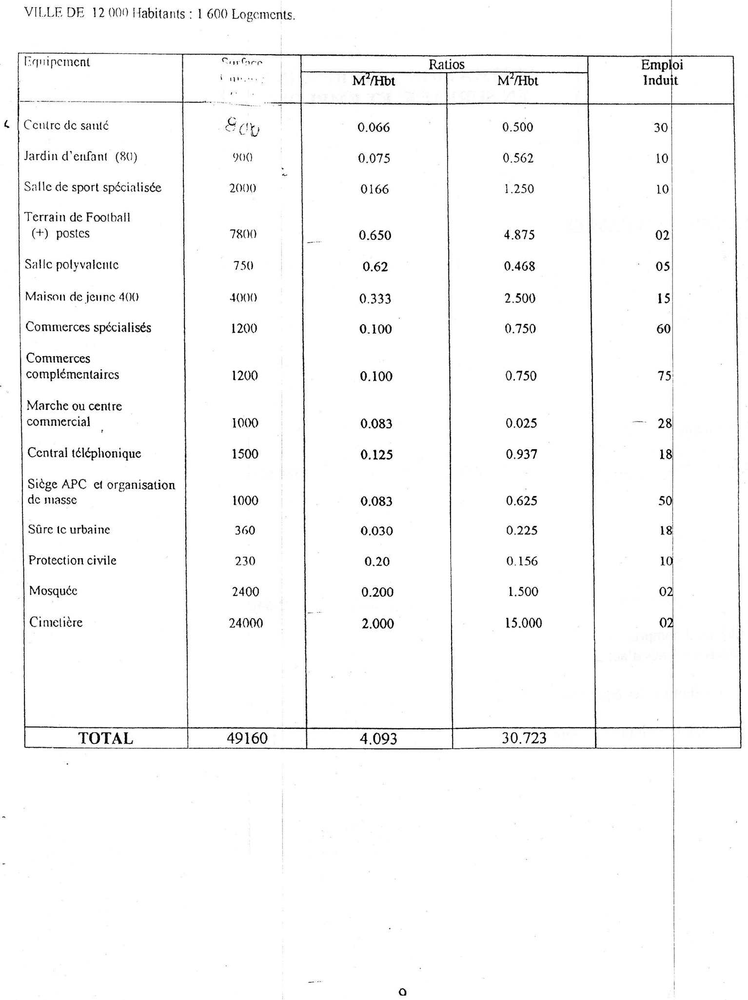 VILLE DE 12 000 Habitants : 1 600 Logements.
Equipement Surface Ratios Emploi
M²/Hbt M²/Hbt Induit
Centre de santé 800 0.066 0.500 30
Jardin d'enfant (80) 900 0.075 0.562 10
Salle de sport spécialisée 2000 0166 1.250 10
Terrain de Football
(+) postes 7800 0.650 4.875 02
Salle polyvalente 750 0.62 0.468 05
Maison de jeune 400 4000 0.333 2.500 15
Commerces spécialisés 1200 0.100 0.750 60
Commerces
complémentaires 1200 0.100 0.750 75
Marche ou centre
commercial 1000 0.083 0.025 28
Central téléphonique 1500 0.125 0.937 18
Siège APC et organisation
de masse 1000 0.083 0.625 50
Sûre te urbaine 360 0.030 0.225 18
Protection civile 230 0.20 0.156 10
Mosquée 2400 0.200 1.500 02
Cimetière 24000 2.000 15.000 02
TOTAL 49160 4.093 30.723